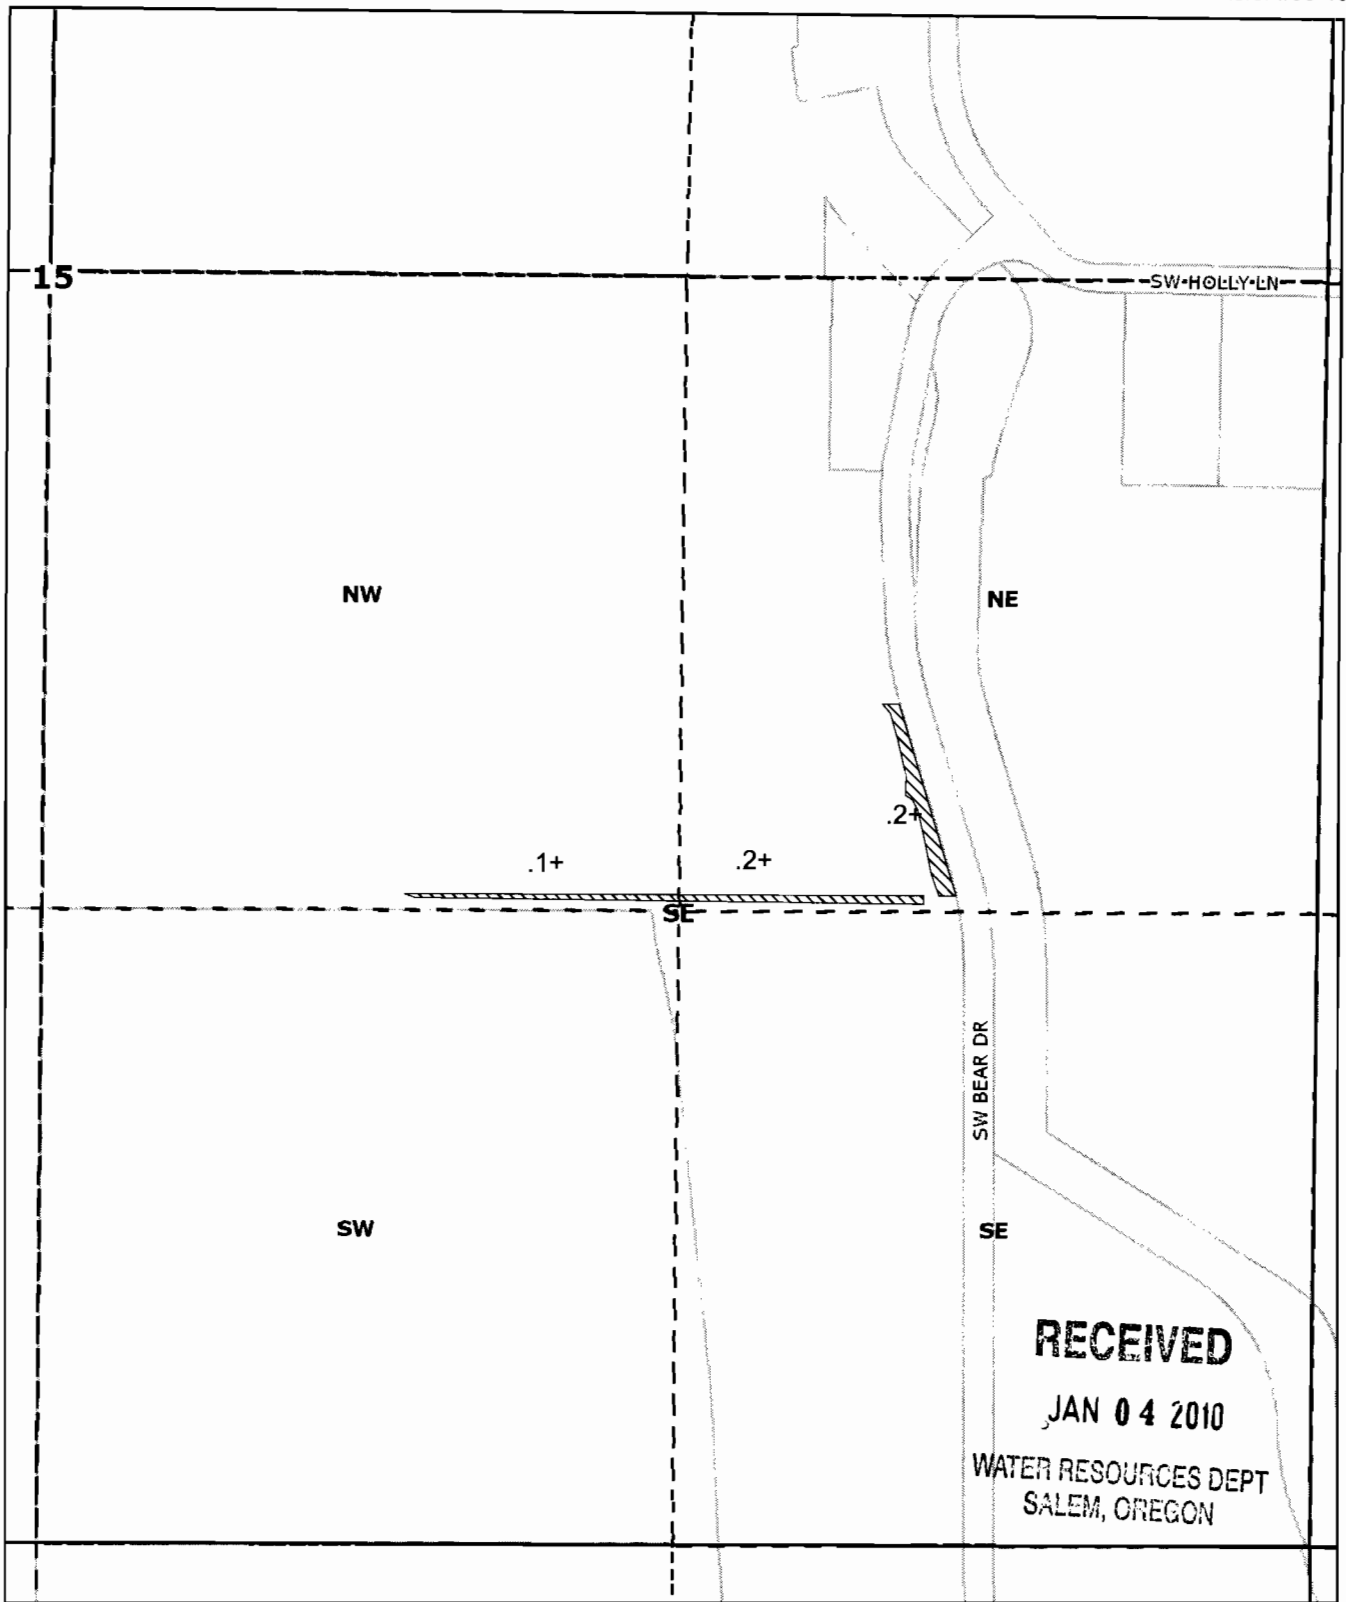 15
SW HOLLY LN
NW
NE
.2+
.1+
.2+
SE
SW BEAR DR
SW
SE
RECEIVED
JAN 04 2010
WATER RESOURCES DEPT
SALEM, OREGON